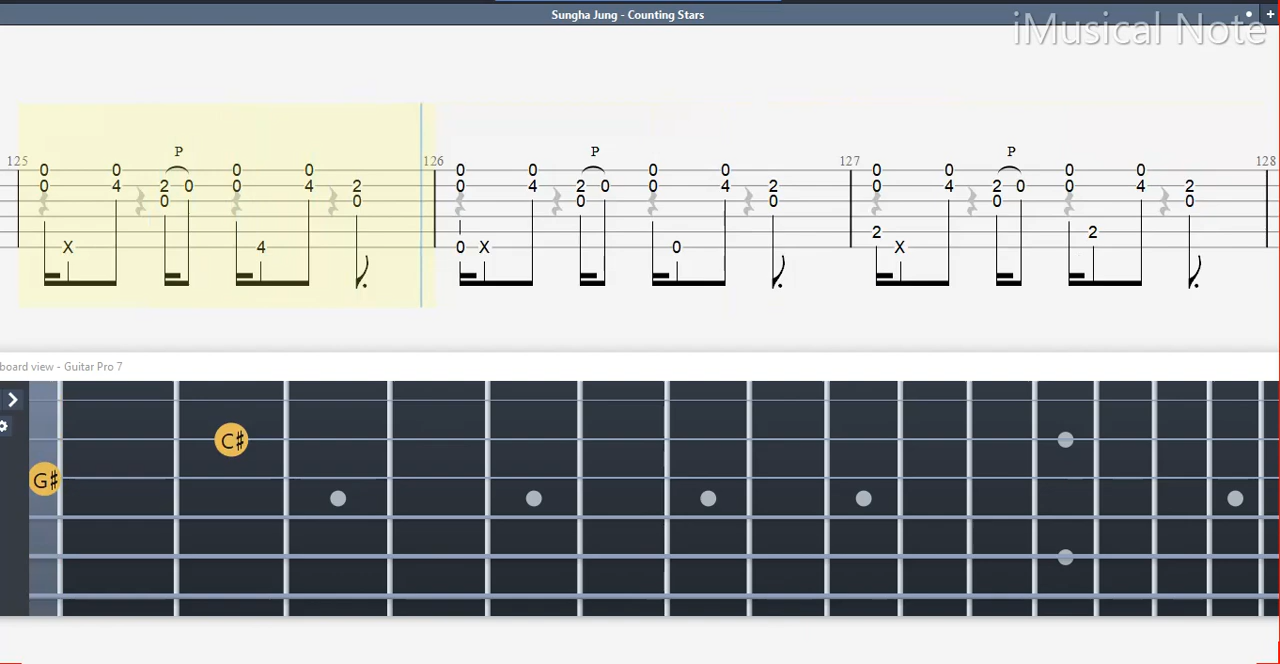 Sungha Jung - Counting Stars
+
iMusical Note
P P P
125 126 127 128
0 0 0 0 0 0 0 0 0 0 0 0
0 4 2 0 0 4 2 0 4 2 0 0 4 2 0 4 2 0 0 4 2
0 0 0 0 0 0
2 2
X 4 0 X 0 X
board view - Guitar Pro 7
C♯
G♯